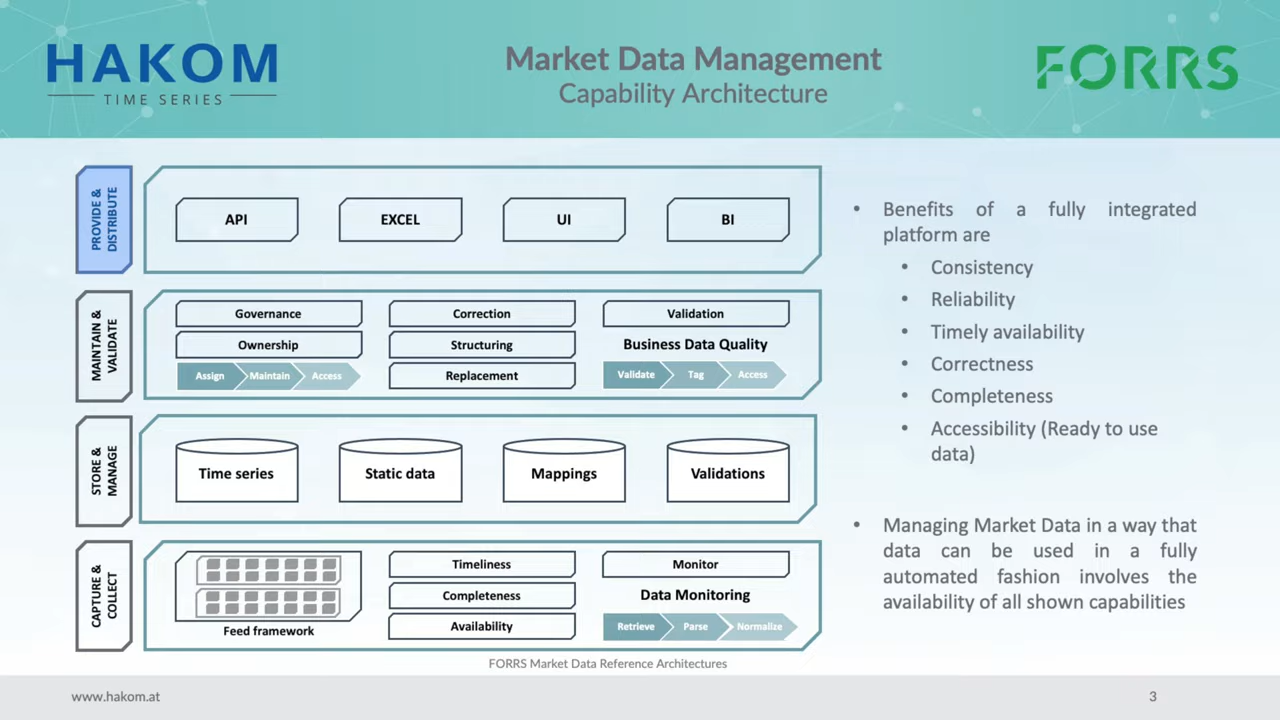 HAKOM
TIME SERIES
Market Data Management
Capability Architecture
FORRS
PROVIDE &
DISTRIBUTE
API
EXCEL
UI
BI
MAINTAIN &
VALIDATE
Governance
Ownership
Assign
Maintain
Access
Correction
Structuring
Replacement
Validation
Business Data Quality
Validate
Tag
Access
STORE &
MANAGE
Time series
Static data
Mappings
Validations
CAPTURE &
COLLECT
Feed framework
Timeliness
Completeness
Availability
Monitor
Data Monitoring
Retrieve
Parse
Normalize
FORRS Market Data Reference Architectures
• Benefits of a fully integrated
platform are
• Consistency
• Reliability
• Timely availability
• Correctness
• Completeness
• Accessibility (Ready to use
data)
• Managing Market Data in a way that
data can be used in a fully
automated fashion involves the
availability of all shown capabilities
www.hakom.at
3